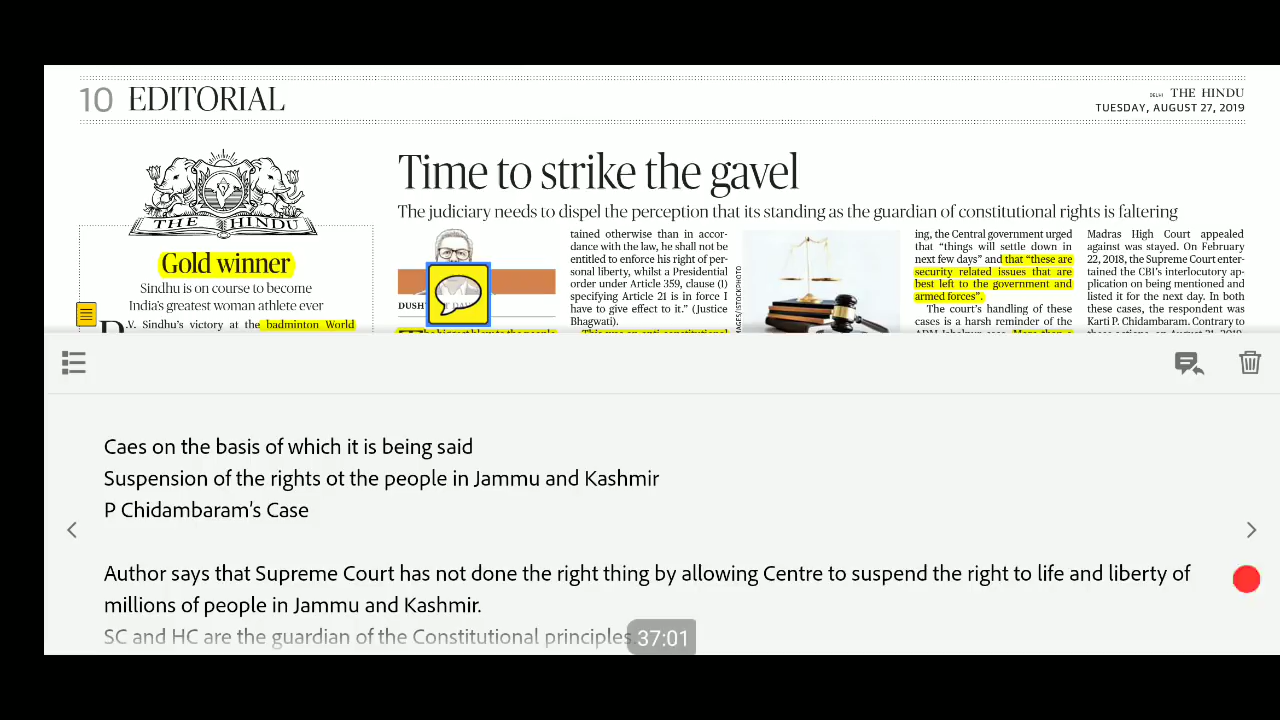 10 EDITORIAL
DELHI THE HINDU
TUESDAY, AUGUST 27, 2019
THE HINDU
Gold winner
Sindhu is on course to become
India's greatest woman athlete ever
.V. Sindhu's victory at the badminton World
Time to strike the gavel
The judiciary needs to dispel the perception that its standing as the guardian of constitutional rights is faltering
DUSH
tained otherwise than in accor-
dance with the law, he shall not be
entitled to enforce his right of per-
sonal liberty, whilst a Presidential
order under Article 359, clause (1)
specifying Article 21 is in force I
have to give effect to it." (Justice
Bhagwati).
ing, the Central government urged
that "things will settle down in
next few days" and that "these are
security related issues that are
best left to the government and
armed forces".
The court's handling of these
cases is a harsh reminder of the
Madras High Court appealed
against was stayed. On February
22, 2018, the Supreme Court enter-
tained the CBI's interlocutory ap-
plication on being mentioned and
listed it for the next day. In both
these cases, the respondent was
Karti P. Chidambaram. Contrary to
Caes on the basis of which it is being said
Suspension of the rights ot the people in Jammu and Kashmir
P Chidambaram's Case
Author says that Supreme Court has not done the right thing by allowing Centre to suspend the right to life and liberty of
millions of people in Jammu and Kashmir.
SC and HC are the guardian of the Constitutional principles
37:01